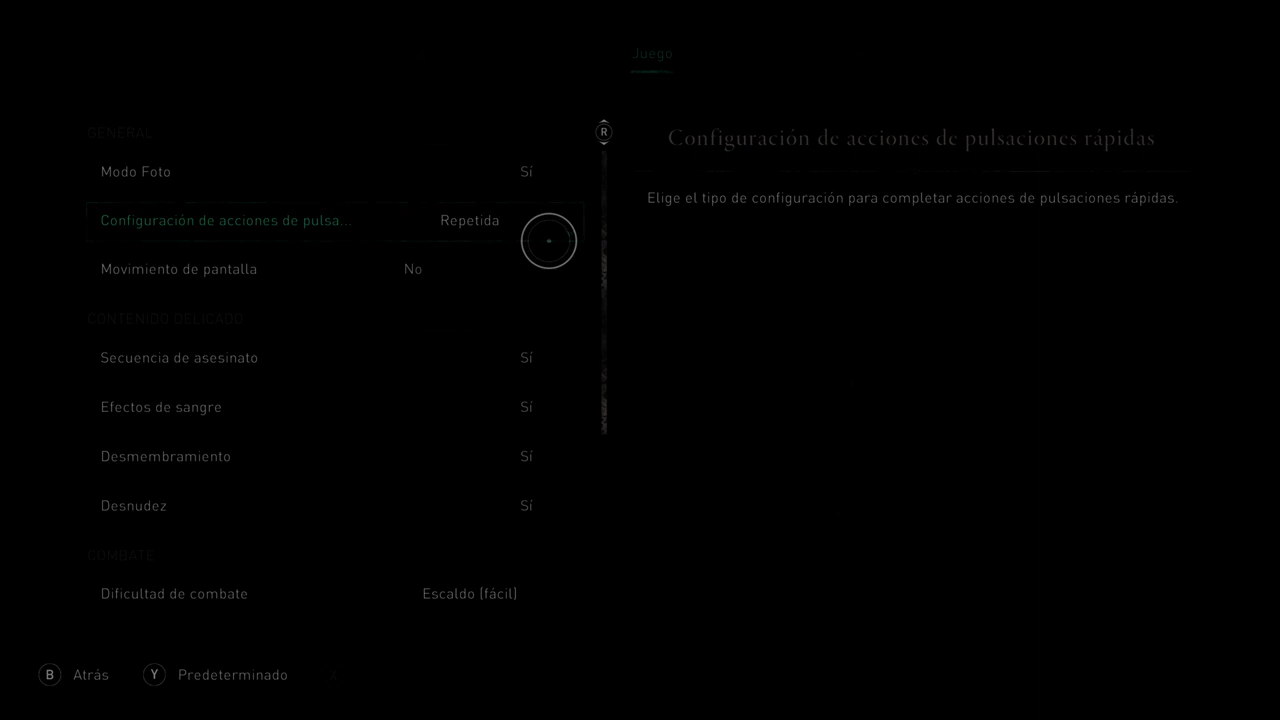 Juego
GENERAL
R
Modo Foto Sí
Configuración de acciones de pulsa... Repetida
Movimiento de pantalla No
CONTENIDO DELICADO
Secuencia de asesinato Sí
Efectos de sangre Sí
Desmembramiento Sí
Desnudez Sí
COMBATE
Dificultad de combate Escaldo [fácil]
Configuración de acciones de pulsaciones rápidas
Elige el tipo de configuración para completar acciones de pulsaciones rápidas.
B Atrás Y Predeterminado X